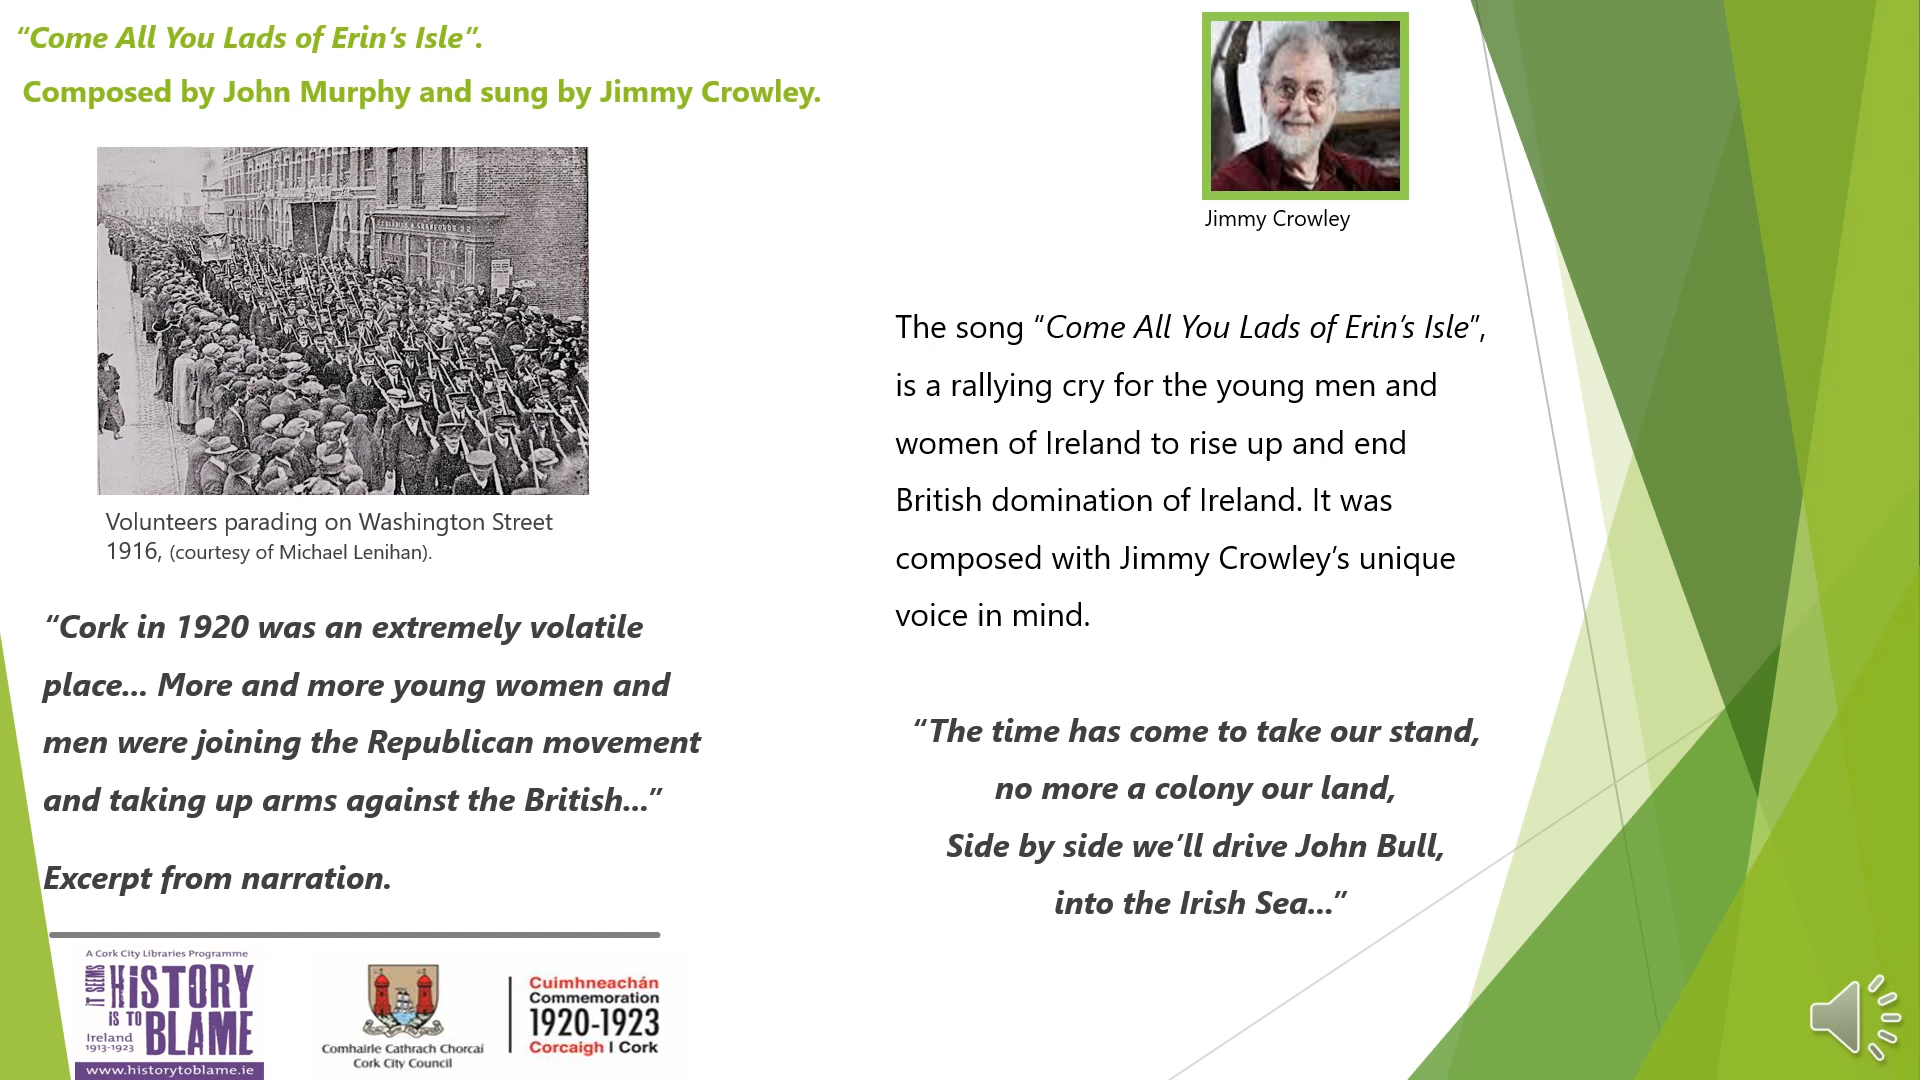 “Come All You Lads of Erin’s Isle”.
Composed by John Murphy and sung by Jimmy Crowley.
Volunteers parading on Washington Street
1916, (courtesy of Michael Lenihan).
“Cork in 1920 was an extremely volatile
place... More and more young women and
men were joining the Republican movement
and taking up arms against the British...”
Excerpt from narration.
A Cork City Libraries Programme
IT SEEMS
HiSTORY
IS TO
BLAME
Ireland
1913-1923
www.historytoblame.ie
Comhairle Cathrach Chorcaí
Cork City Council
Cuimhneachán
Commemoration
1920-1923
Corcaigh | Cork
Jimmy Crowley
The song “Come All You Lads of Erin’s Isle”,
is a rallying cry for the young men and
women of Ireland to rise up and end
British domination of Ireland. It was
composed with Jimmy Crowley’s unique
voice in mind.
“The time has come to take our stand,
no more a colony our land,
Side by side we’ll drive John Bull,
into the Irish Sea...”